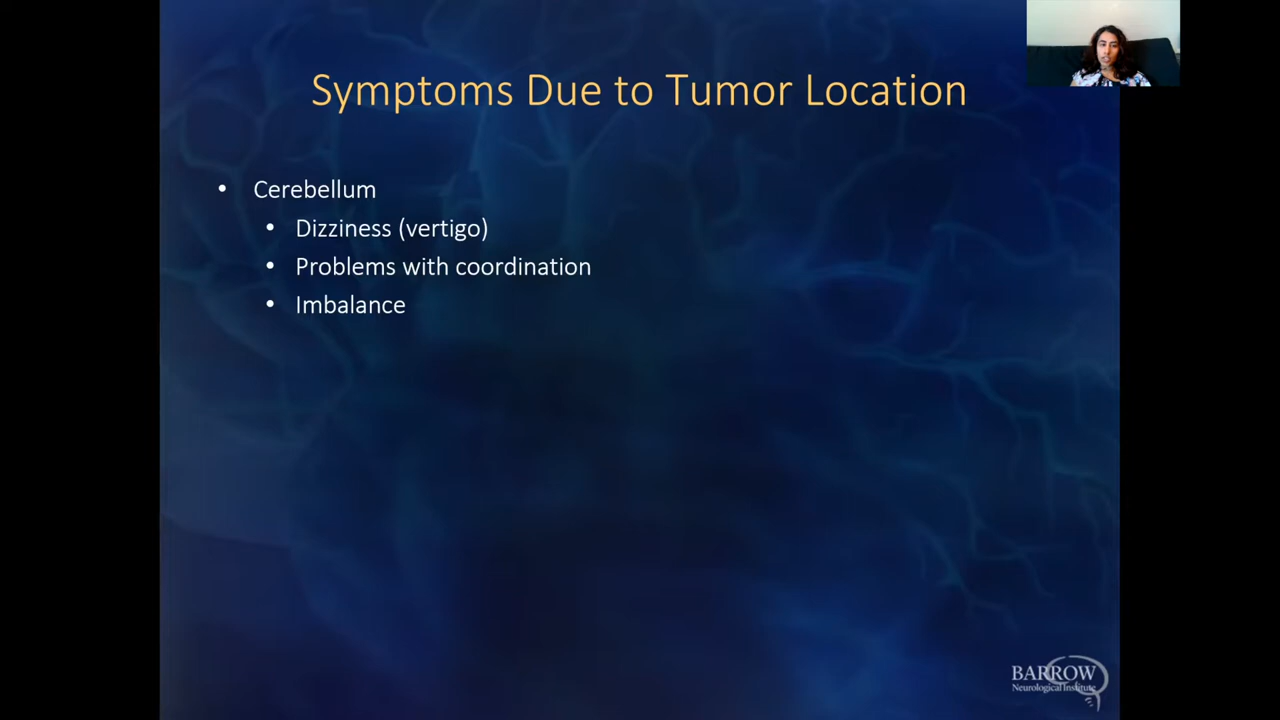 Symptoms Due to Tumor Location
• Cerebellum
• Dizziness (vertigo)
• Problems with coordination
• Imbalance
BARROW
Neurological Institute